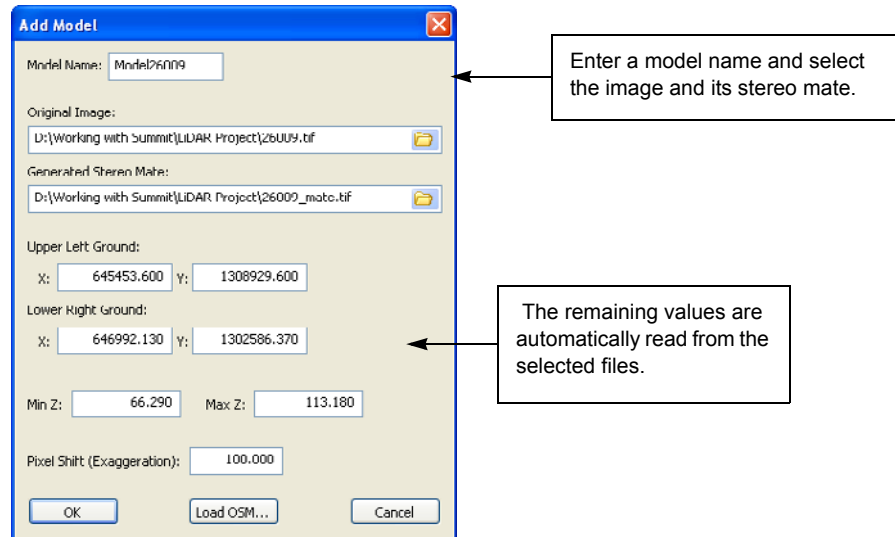 Add Model
Model Name: Model26009
Enter a model name and select
the image and its stereo mate.
Original Image:
D:\Working with Summit\LiDAR Project\26009.tif
Generated Stereo Mate:
D:\Working with Summit\LiDAR Project\26009_mate.tif
Upper Left Ground:
X: 645453.600 Y: 1308929.600
Lower Right Ground:
X: 646992.130 Y: 1302586.370
The remaining values are
automatically read from the
selected files.
Min Z: 66.290 Max Z: 113.180
Pixel Shift (Exaggeration): 100.000
OK Load OSM... Cancel